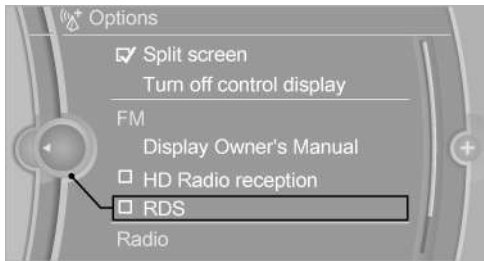 Options
Split screen
Turn off control display
FM
Display Owner's Manual
HD Radio reception
RDS
Radio